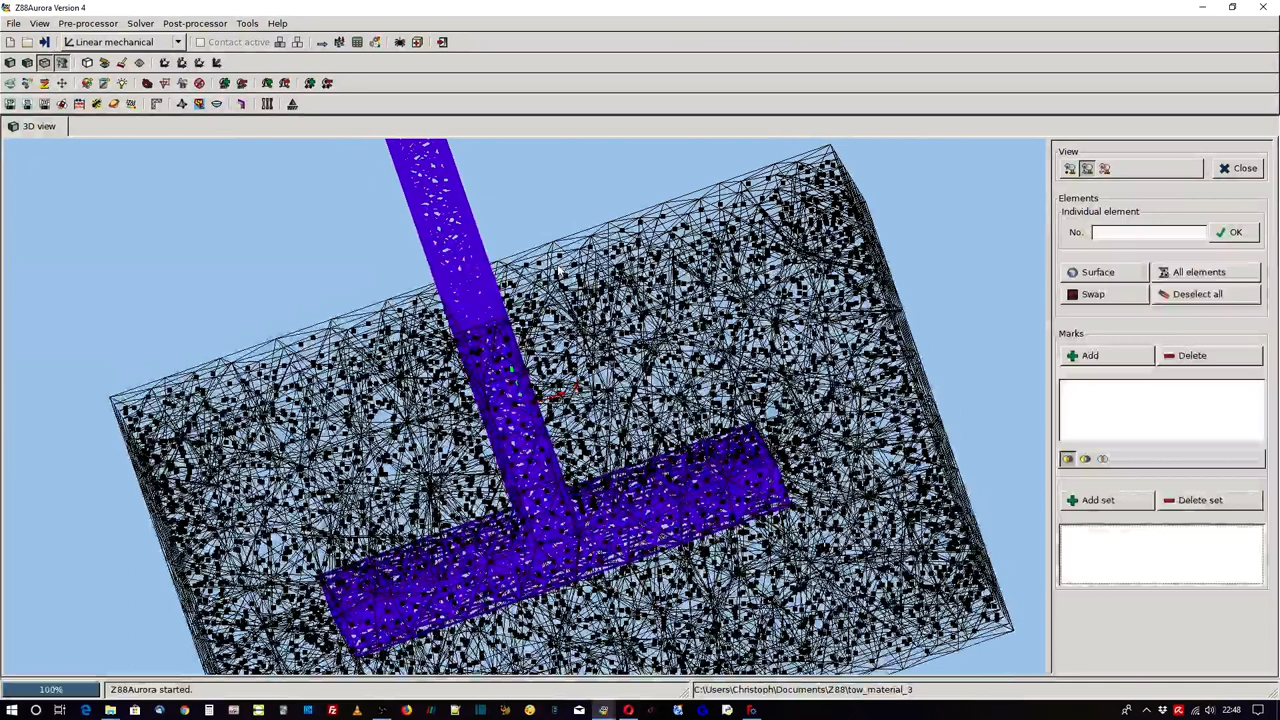 Z88Aurora Version 4
File View Pre-processor Solver Post-processor Tools Help
Linear mechanical Contact active
3D view
View
Close
Elements
Individual element
No. OK
Surface All elements
Swap Deselect all
Marks
Add Delete
Add set Delete set
100% Z88Aurora started. C:\Users\Christoph\Documents\Z88\tow_material_3
22:48